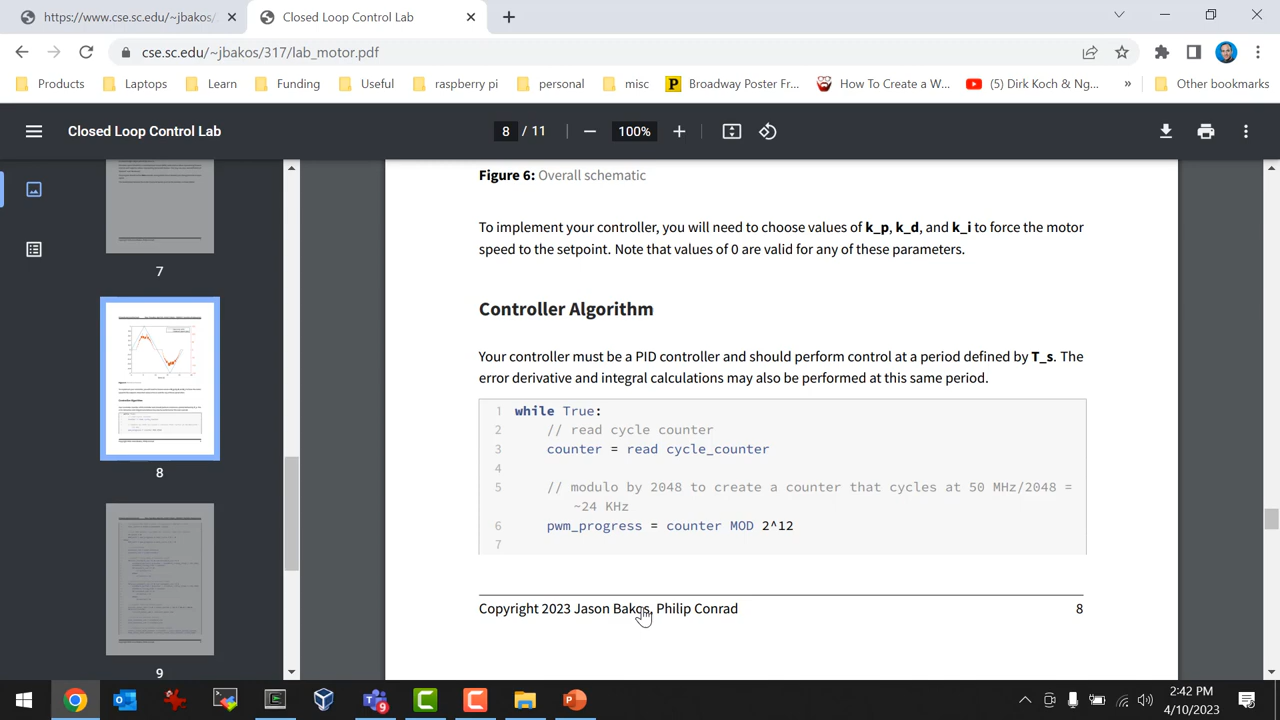 https://www.cse.sc.edu/~jbakos/
Closed Loop Control Lab
cse.sc.edu/~jbakos/317/lab_motor.pdf
Products
Laptops
Learn
Funding
Useful
raspberry pi
personal
misc
Broadway Poster Fr...
How To Create a W...
(5) Dirk Koch & Ng...
»
Other bookmarks
Closed Loop Control Lab
8 / 11
100%
7
8
9
Figure 6: Overall schematic
To implement your controller, you will need to choose values of k_p, k_d, and k_i to force the motor
speed to the setpoint. Note that values of 0 are valid for any of these parameters.
Controller Algorithm
Your controller must be a PID controller and should perform control at a period defined by T_s. The
error derivative and integral calculations may also be performed at this same period.
1 while True:
2 // read cycle counter
3 counter = read cycle_counter
4
5 // modulo by 2048 to create a counter that cycles at 50 MHz/2048 =
~24 KHz
6 pwm_progress = counter MOD 2^12
7
Copyright 2023 Jason Bakos, Philip Conrad
8
9
2:42 PM
4/10/2023